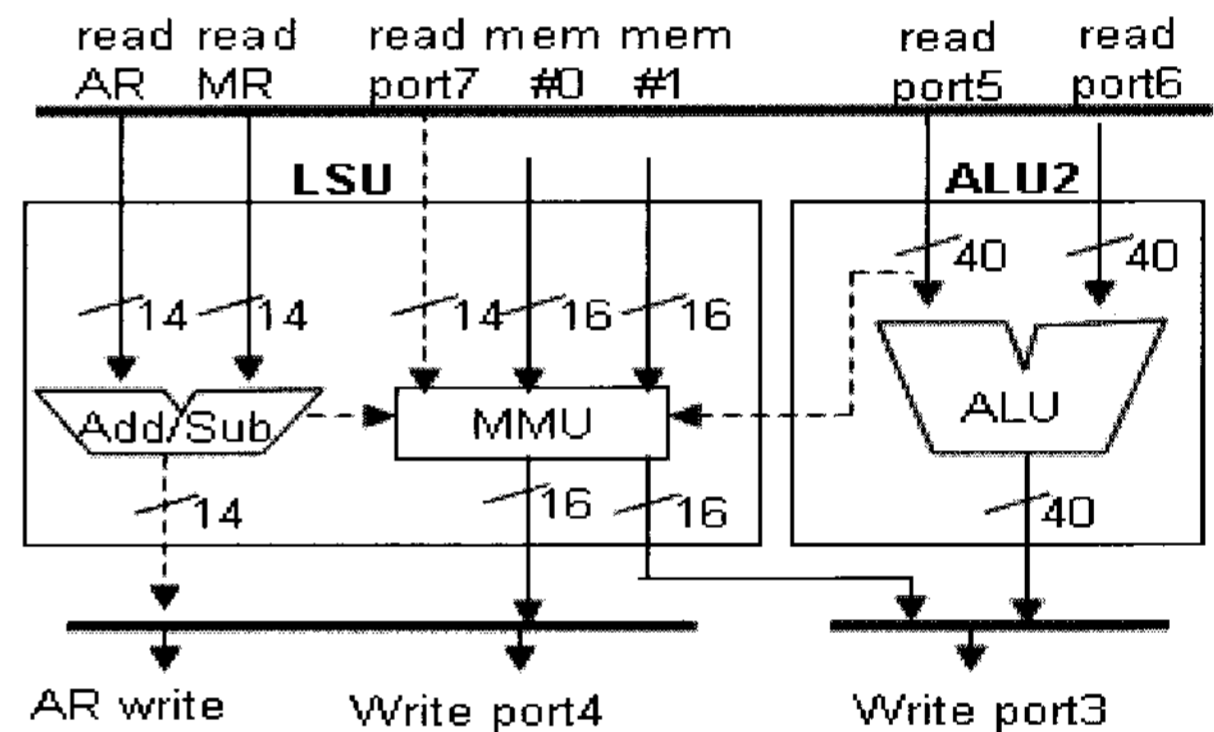 read read read mem mem read read
AR MR port7 #0 #1 port5 port6
LSU ALU2
40 40
14 14 14 16 16
Add/Sub MMU ALU
14 16 16 40
AR write Write port4 Write port3